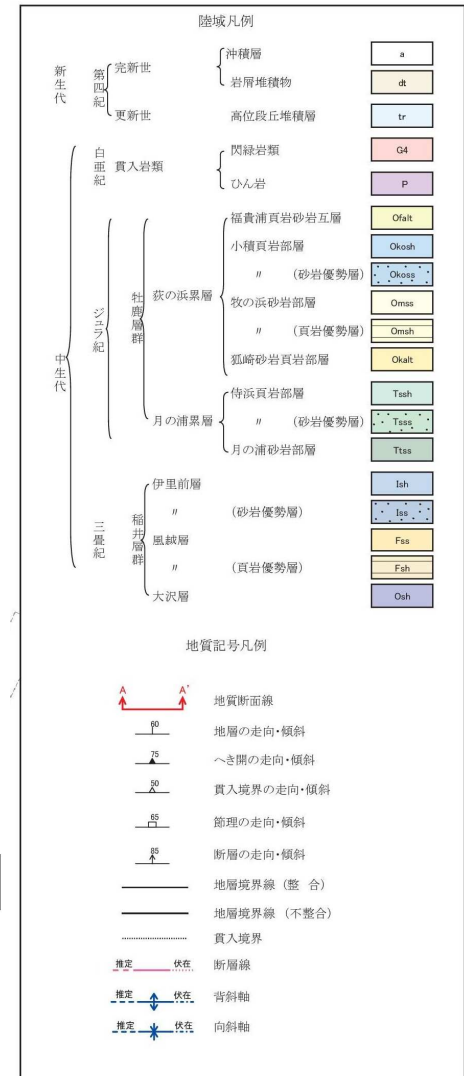 陸域凡例
新生代 第四紀 完新世 沖積層 a
岩屑堆積物 dt
更新世 高位段丘堆積層 tr
中生代 白亜紀 貫入岩類 閃緑岩類 G4
ひん岩 P
ジュラ紀 牡鹿層群 荻の浜累層 福貴浦頁岩砂岩互層 Ofalt
小積頁岩部層 Okosh
〃 (砂岩優勢層) Okoss
牧の浜砂岩部層 Omss
〃 (頁岩優勢層) Omsh
狐崎砂岩頁岩部層 Okalt
月の浦累層 侍浜頁岩部層 Tssh
〃 (砂岩優勢層) Tsss
月の浦砂岩部層 Ttss
三畳紀 稲井層群 伊里前層 Ish
〃 (砂岩優勢層) Iss
風越層 Fss
〃 (頁岩優勢層) Fsh
大沢層 Osh
地質記号凡例
A A' 地質断面線
60 地層の走向・傾斜
75 へき開の走向・傾斜
50 貫入境界の走向・傾斜
65 節理の走向・傾斜
85 断層の走向・傾斜
地層境界線 (整 合)
地層境界線 (不整合)
貫入境界
推定 伏在 断層線
推定 伏在 背斜軸
推定 伏在 向斜軸